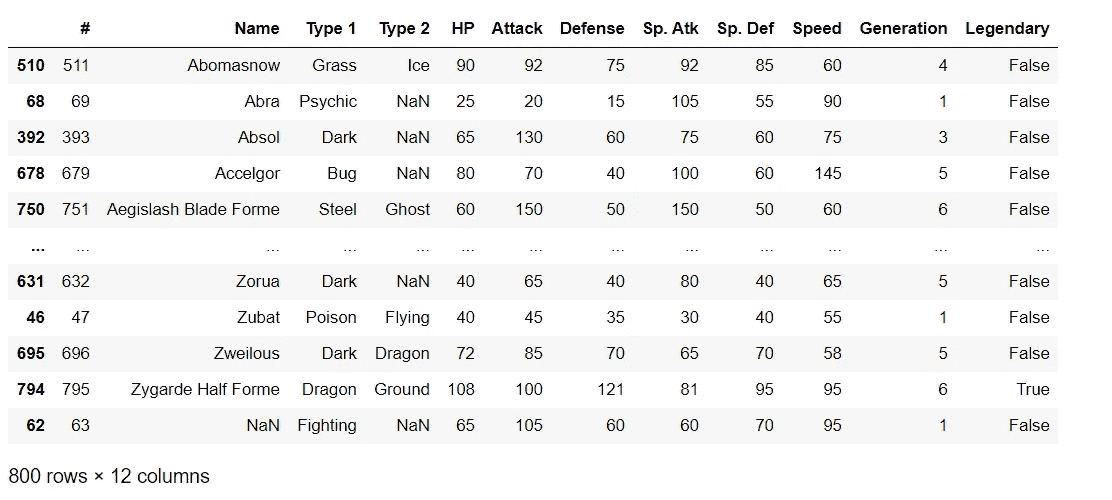 # Name Type 1 Type 2 HP Attack Defense Sp. Atk Sp. Def Speed Generation Legendary
510 511 Abomasnow Grass Ice 90 92 75 92 85 60 4 False
68 69 Abra Psychic NaN 25 20 15 105 55 90 1 False
392 393 Absol Dark NaN 65 130 60 75 60 75 3 False
678 679 Accelgor Bug NaN 80 70 40 100 60 145 5 False
750 751 Aegislash Blade Forme Steel Ghost 60 150 50 150 50 60 6 False
... ... ... ... ... ... ... ... ... ... ... ... ...
631 632 Zorua Dark NaN 40 65 40 80 40 65 5 False
46 47 Zubat Poison Flying 40 45 35 30 40 55 1 False
695 696 Zweilous Dark Dragon 72 85 70 65 70 58 5 False
794 795 Zygarde Half Forme Dragon Ground 108 100 121 81 95 95 6 True
62 63 NaN Fighting NaN 65 105 60 60 70 95 1 False
800 rows × 12 columns